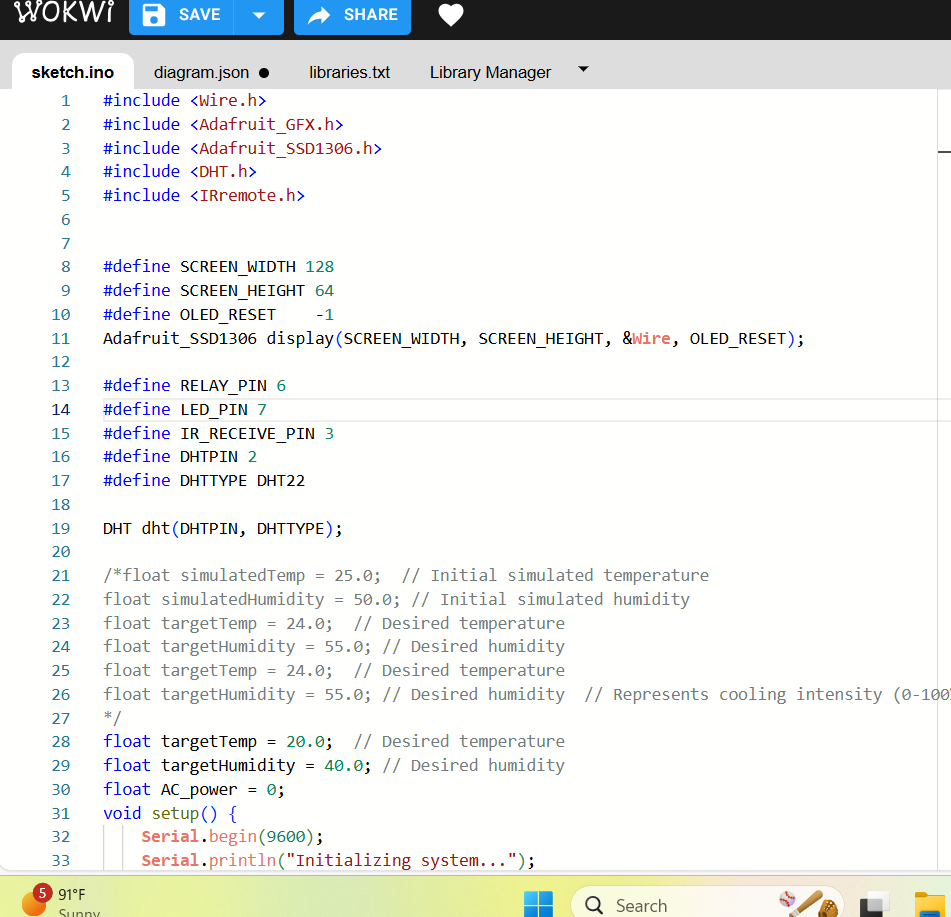 WOKWI SAVE SHARE
sketch.ino diagram.json libraries.txt Library Manager
1 #include <Wire.h>
2 #include <Adafruit_GFX.h>
3 #include <Adafruit_SSD1306.h>
4 #include <DHT.h>
5 #include <IRremote.h>
6
7
8 #define SCREEN_WIDTH 128
9 #define SCREEN_HEIGHT 64
10 #define OLED_RESET    -1
11 Adafruit_SSD1306 display(SCREEN_WIDTH, SCREEN_HEIGHT, &Wire, OLED_RESET);
12
13 #define RELAY_PIN 6
14 #define LED_PIN 7
15 #define IR_RECEIVE_PIN 3
16 #define DHTPIN 2
17 #define DHTTYPE DHT22
18
19 DHT dht(DHTPIN, DHTTYPE);
20
21 /*float simulatedTemp = 25.0;  // Initial simulated temperature
22 float simulatedHumidity = 50.0; // Initial simulated humidity
23 float targetTemp = 24.0;  // Desired temperature
24 float targetHumidity = 55.0; // Desired humidity
25 float targetTemp = 24.0;  // Desired temperature
26 float targetHumidity = 55.0; // Desired humidity  // Represents cooling intensity (0-100
27 */
28 float targetTemp = 20.0;  // Desired temperature
29 float targetHumidity = 40.0; // Desired humidity
30 float AC_power = 0;
31 void setup() {
32     Serial.begin(9600);
33     Serial.println("Initializing system...");
5 91°F
Sunny
Search